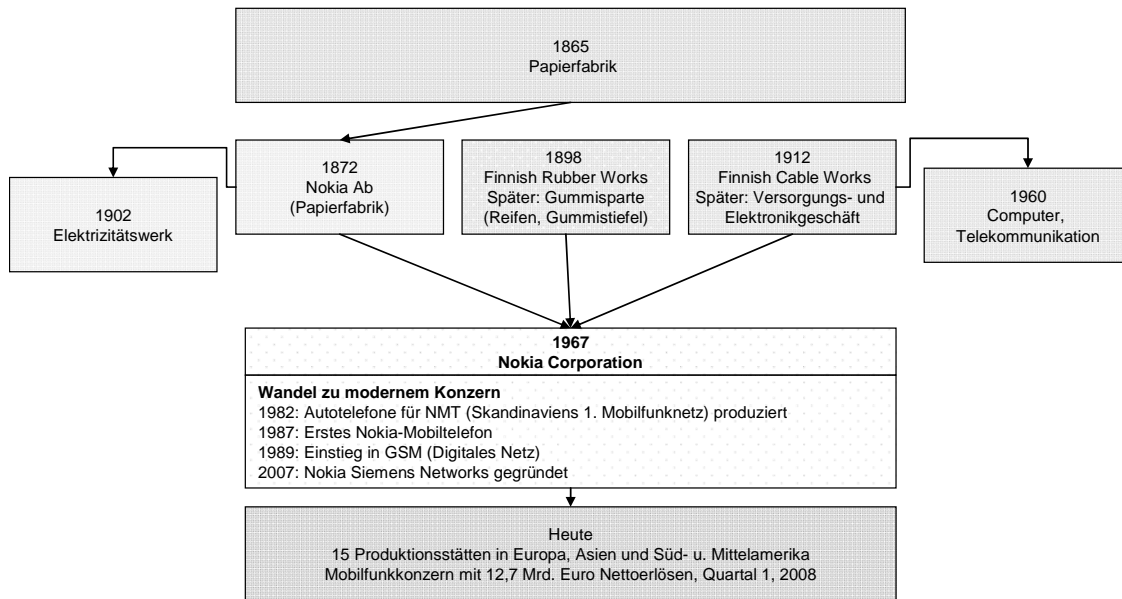 1865
Papierfabrik
1872
Nokia Ab
(Papierfabrik)
1898
Finnish Rubber Works
Später: Gummisparte
(Reifen, Gummistiefel)
1912
Finnish Cable Works
Später: Versorgungs- und
Elektronikgeschäft
1902
Elektrizitätswerk
1960
Computer,
Telekommunikation
1967
Nokia Corporation
Wandel zu modernem Konzern
1982: Autotelefone für NMT (Skandinaviens 1. Mobilfunknetz) produziert
1987: Erstes Nokia-Mobiltelefon
1989: Einstieg in GSM (Digitales Netz)
2007: Nokia Siemens Networks gegründet
Heute
15 Produktionsstätten in Europa, Asien und Süd- u. Mittelamerika
Mobilfunkkonzern mit 12,7 Mrd. Euro Nettoerlösen, Quartal 1, 2008